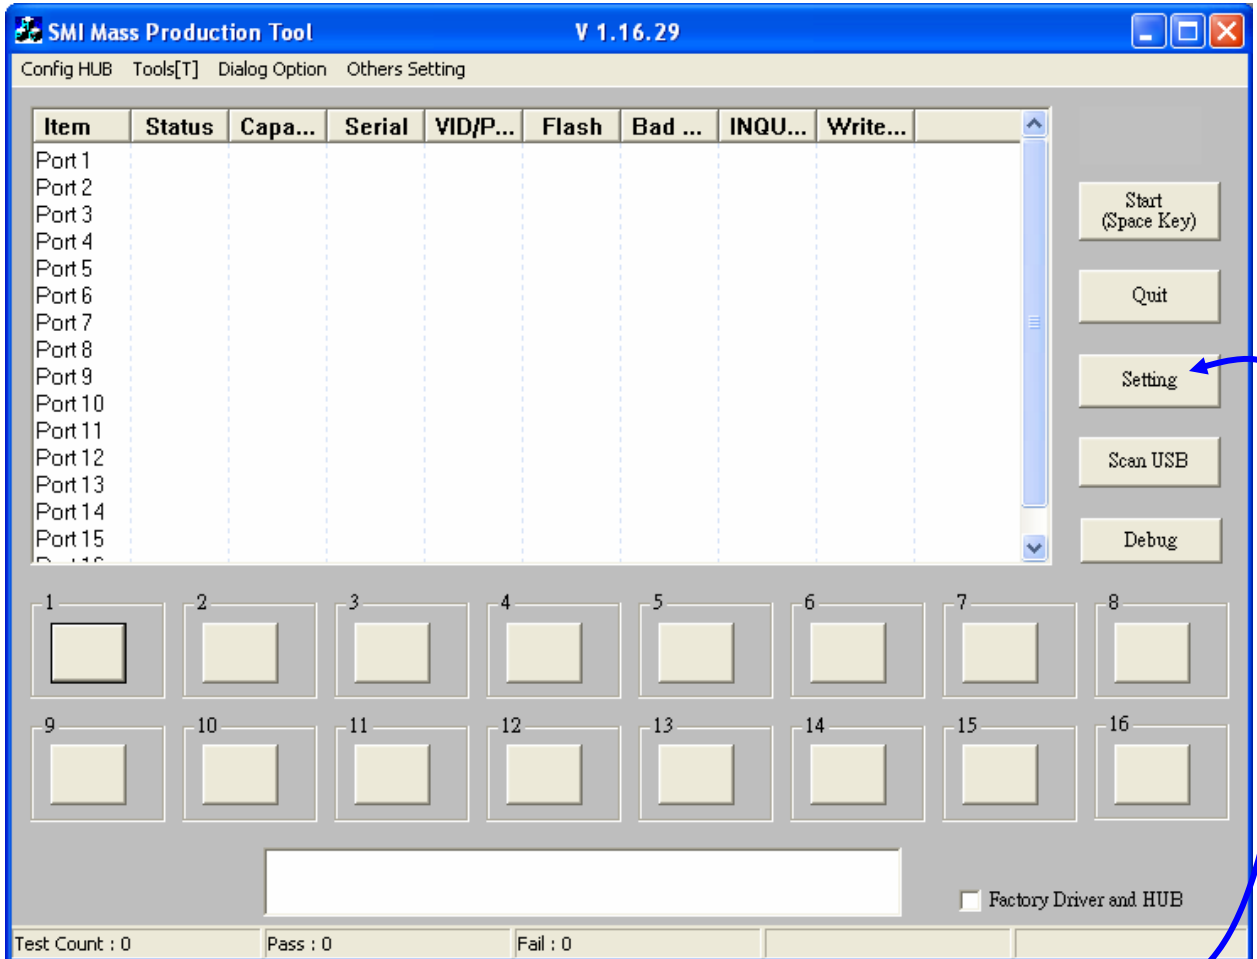 SMI Mass Production Tool V 1.16.29
Config HUB Tools[T] Dialog Option Others Setting
Item Status Capa... Serial VID/P... Flash Bad ... INQU... Write...
Port 1
Port 2
Port 3
Port 4
Port 5
Port 6
Port 7
Port 8
Port 9
Port 10
Port 11
Port 12
Port 13
Port 14
Port 15
Start
(Space Key)
Quit
Setting
Scan USB
Debug
1 2 3 4 5 6 7 8
9 10 11 12 13 14 15 16
Factory Driver and HUB
Test Count : 0 Pass : 0 Fail : 0